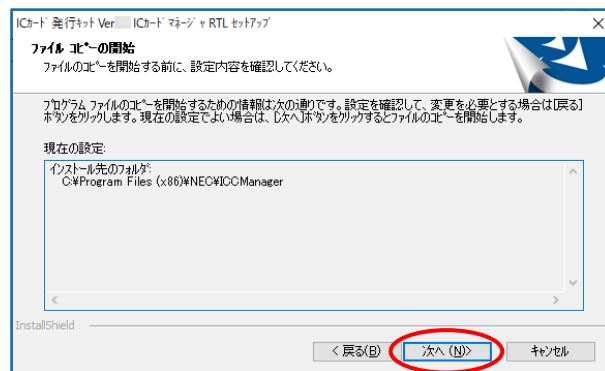 ICカード 発行キット Ver ICカード マネージャ RTL セットアップ
ファイル コピーの開始
ファイルのコピーを開始する前に、設定内容を確認してください。
プログラム ファイルのコピーを開始するための情報は次の通りです。設定を確認して、変更を必要とする場合は[戻る]
ボタンをクリックします。現在の設定でよい場合は、[次へ]ボタンをクリックするとファイルのコピーを開始します。
現在の設定:
インストール先のフォルダ:
C:¥Program Files (x86)¥NEC¥ICCManager
InstallShield
< 戻る(B)
次へ (N)>
キャンセル